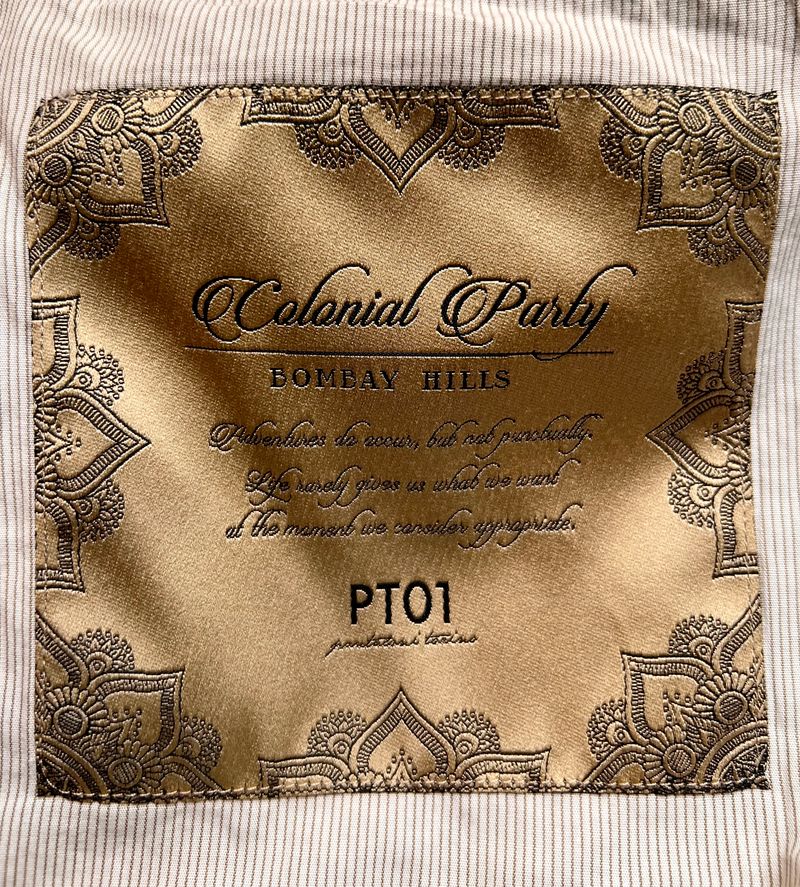 Colonial Party
BOMBAY HILLS
Adventures do occur, but not punctually.
Life rarely gives us what we want
at the moment we consider appropriate.
PT01
pantaloni torino